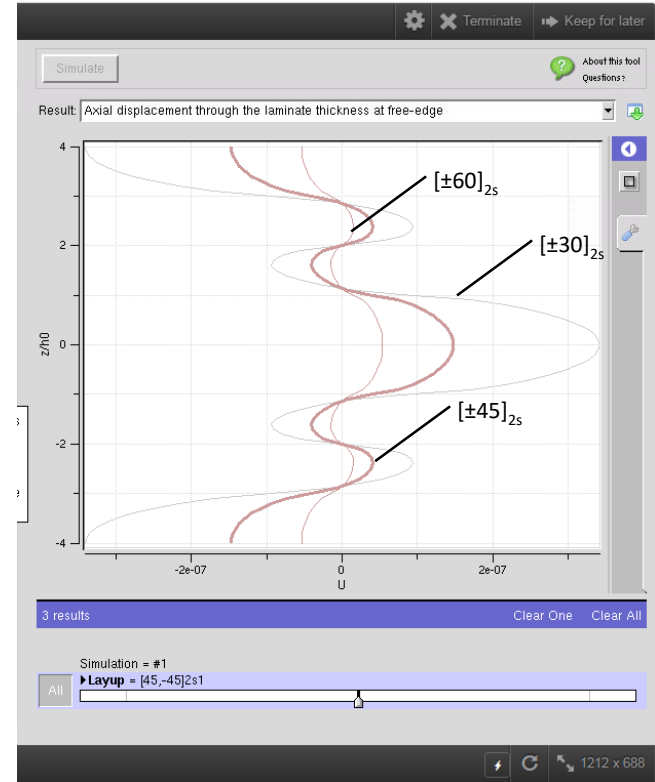 Terminate Keep for later
Simulate
About this tool
Questions?
Result: Axial displacement through the laminate thickness at free-edge
4
2
0
-2
-4
z/h0
[±60]2s
[±30]2s
[±45]2s
-2e-07 0 2e-07
U
3 results Clear One Clear All
Simulation = #1
All
Layup = [45,-45]2s1
1212 x 688